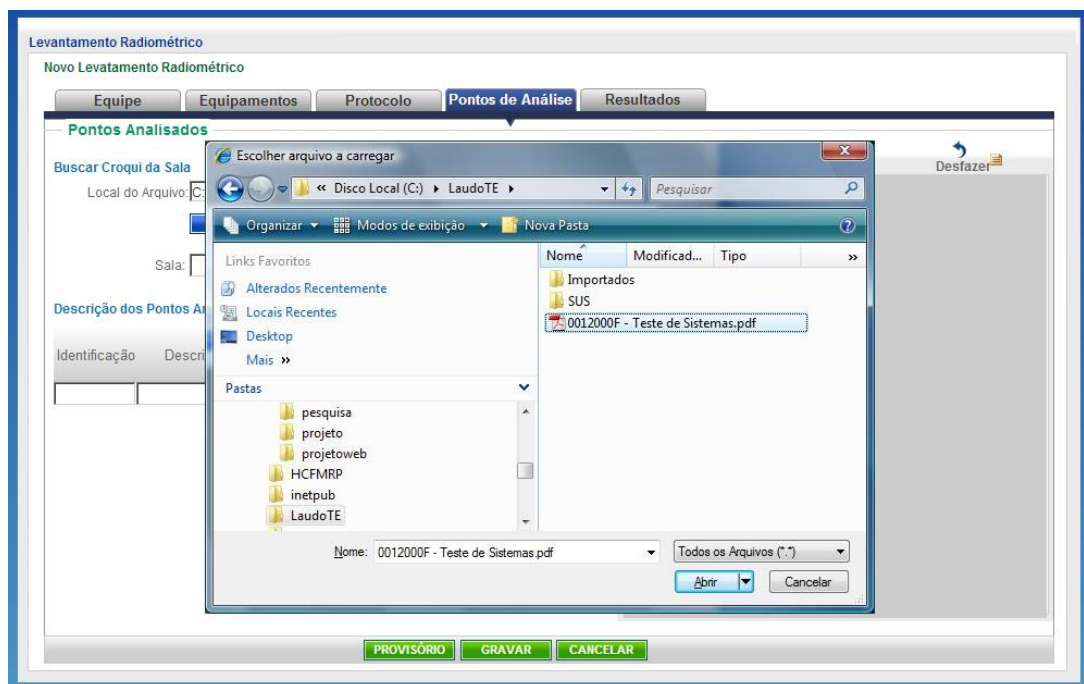 Levantamento Radiométrico
Novo Levatamento Radiométrico
Equipe Equipamentos Protocolo Pontos de Análise Resultados
Pontos Analisados
Desfazer
Buscar Croqui da Sala
Local do Arquivo: C:
Sala:
Descrição dos Pontos An
Identificação Descri
Escolher arquivo a carregar
« Disco Local (C:) LaudoTE Pesquisar
Organizar Modos de exibição Nova Pasta
Links Favoritos
Alterados Recentemente
Locais Recentes
Desktop
Mais »
Pastas
pesquisa
projeto
projetoweb
HCFMRP
inetpub
LaudoTE
Nome Modificad... Tipo »
Importados
SUS
0012000F - Teste de Sistemas.pdf
Nome: 0012000F - Teste de Sistemas.pdf Todos os Arquivos (*.*)
Abrir Cancelar
PROVISÓRIO GRAVAR CANCELAR